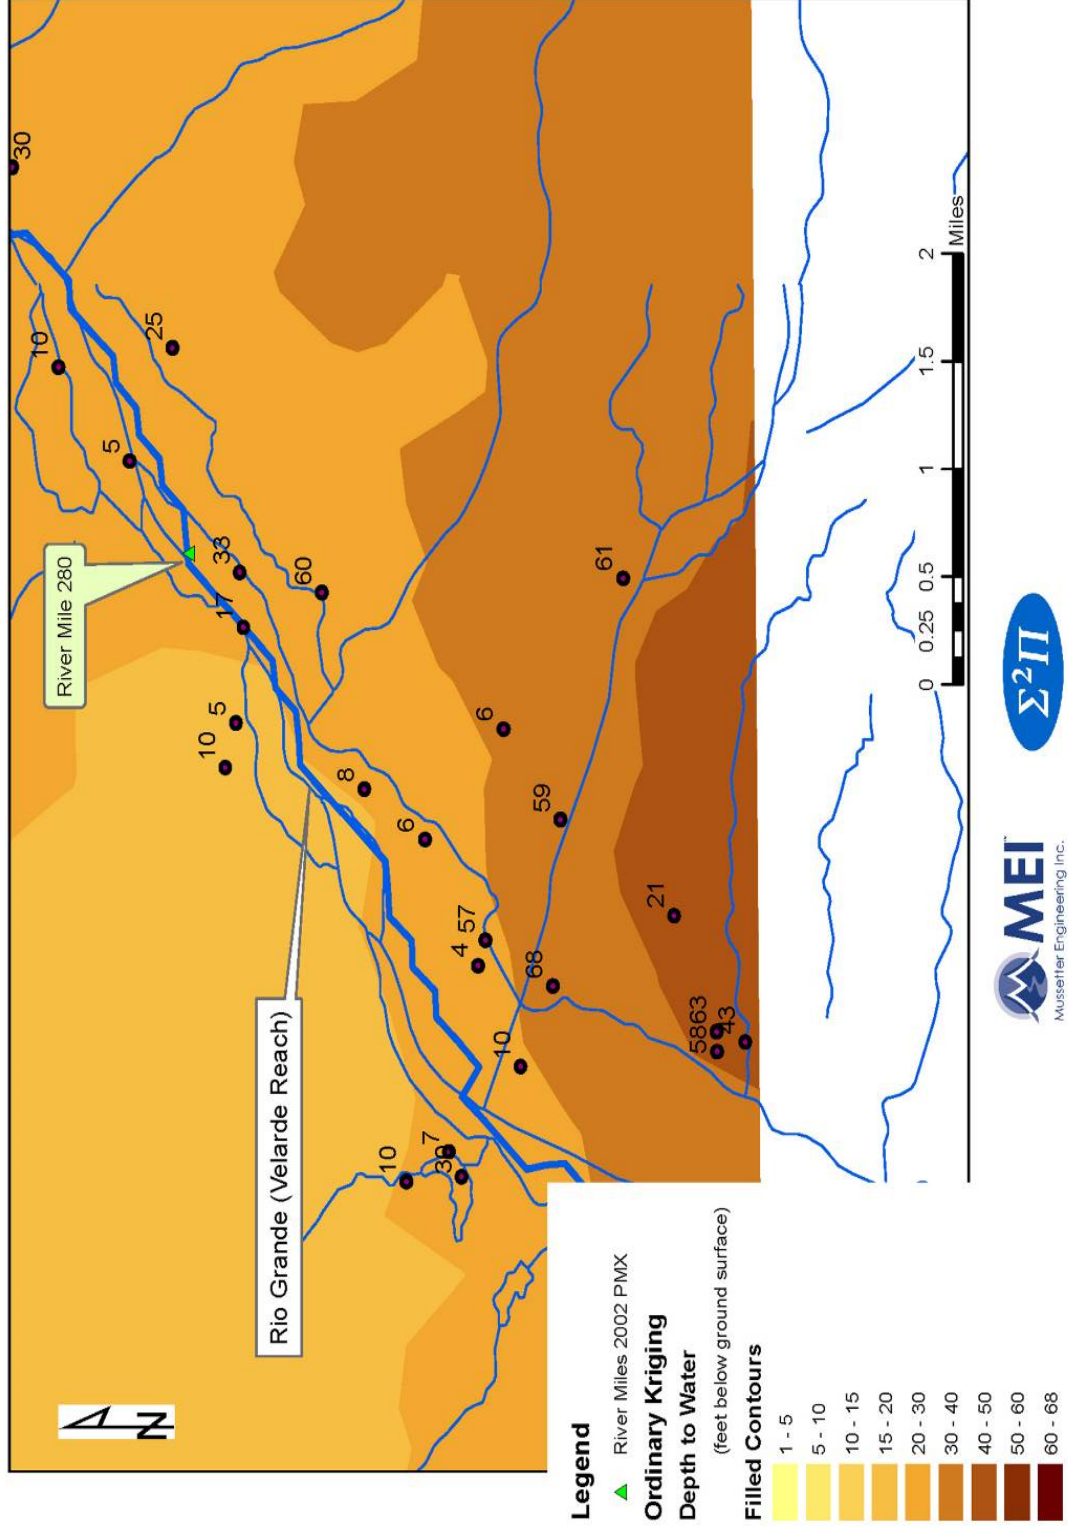 N
30
10
25
5
River Mile 280
33
17
60
5
10
61
8
6
6
59
57
4
21
68
5863
43
10
7
10
Rio Grande (Velarde Reach)
0
0.25
0.5
1
1.5
2
Miles
Legend
River Miles 2002 PMX
Ordinary Kriging
Depth to Water
(feet below ground surface)
Filled Contours
1 - 5
5 - 10
10 - 15
15 - 20
20 - 30
30 - 40
40 - 50
50 - 60
60 - 68
MEI™
Mussetter Engineering Inc.
Σ²Π